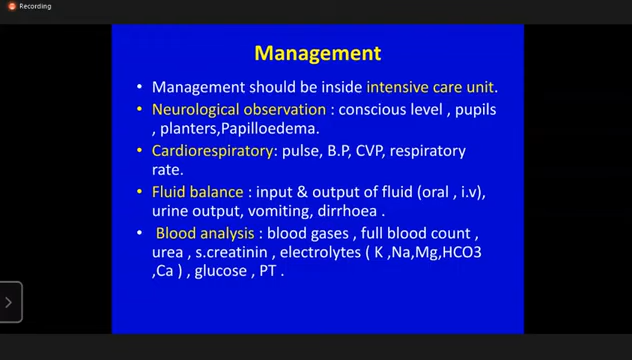 Recording
Management
• Management should be inside intensive care unit.
• Neurological observation : conscious level , pupils
, planters,Papilloedema.
• Cardiorespiratory: pulse, B.P, CVP, respiratory
rate.
• Fluid balance : input & output of fluid (oral , i.v),
urine output, vomiting, dirrhoea .
• Blood analysis : blood gases , full blood count ,
urea , s.creatinin , electrolytes ( K ,Na,Mg,HCO3
,Ca ) , glucose , PT .